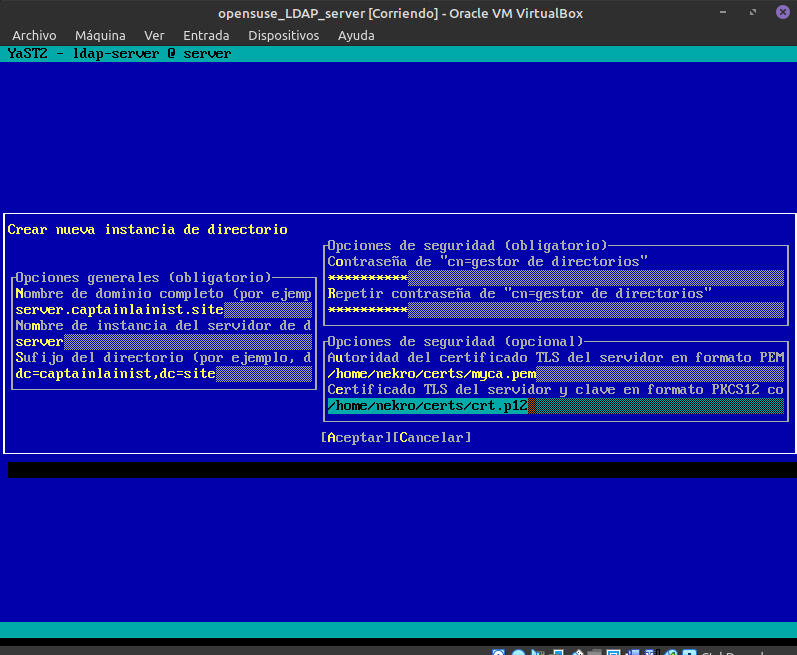 opensuse_LDAP_server [Corriendo] - Oracle VM VirtualBox
Archivo Máquina Ver Entrada Dispositivos Ayuda
YaST2 - ldap-server @ server
Crear nueva instancia de directorio
Opciones generales (obligatorio)
Nombre de dominio completo (por ejemp
server.captainlainist.site
Nombre de instancia del servidor de d
server
Sufijo del directorio (por ejemplo, d
dc=captainlainist,dc=site
Opciones de seguridad (obligatorio)
Contraseña de "cn=gestor de directorios"
**********
Repetir contraseña de "cn=gestor de directorios"
**********
Opciones de seguridad (opcional)
Autoridad del certificado TLS del servidor en formato PEM
/home/nekro/certs/myca.pem
Certificado TLS del servidor y clave en formato PKCS12 co
/home/nekro/certs/crt.p12
[Aceptar][Cancelar]